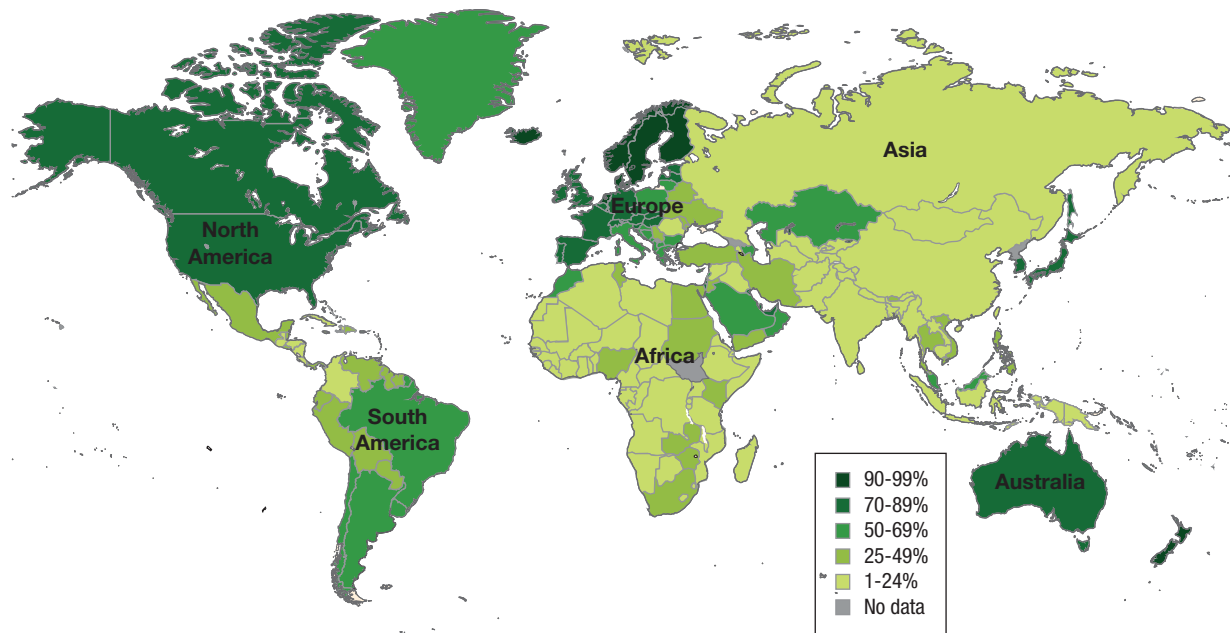 Asia
Europe
North
America
Africa
South
America
Australia
90-99%
70-89%
50-69%
25-49%
1-24%
No data